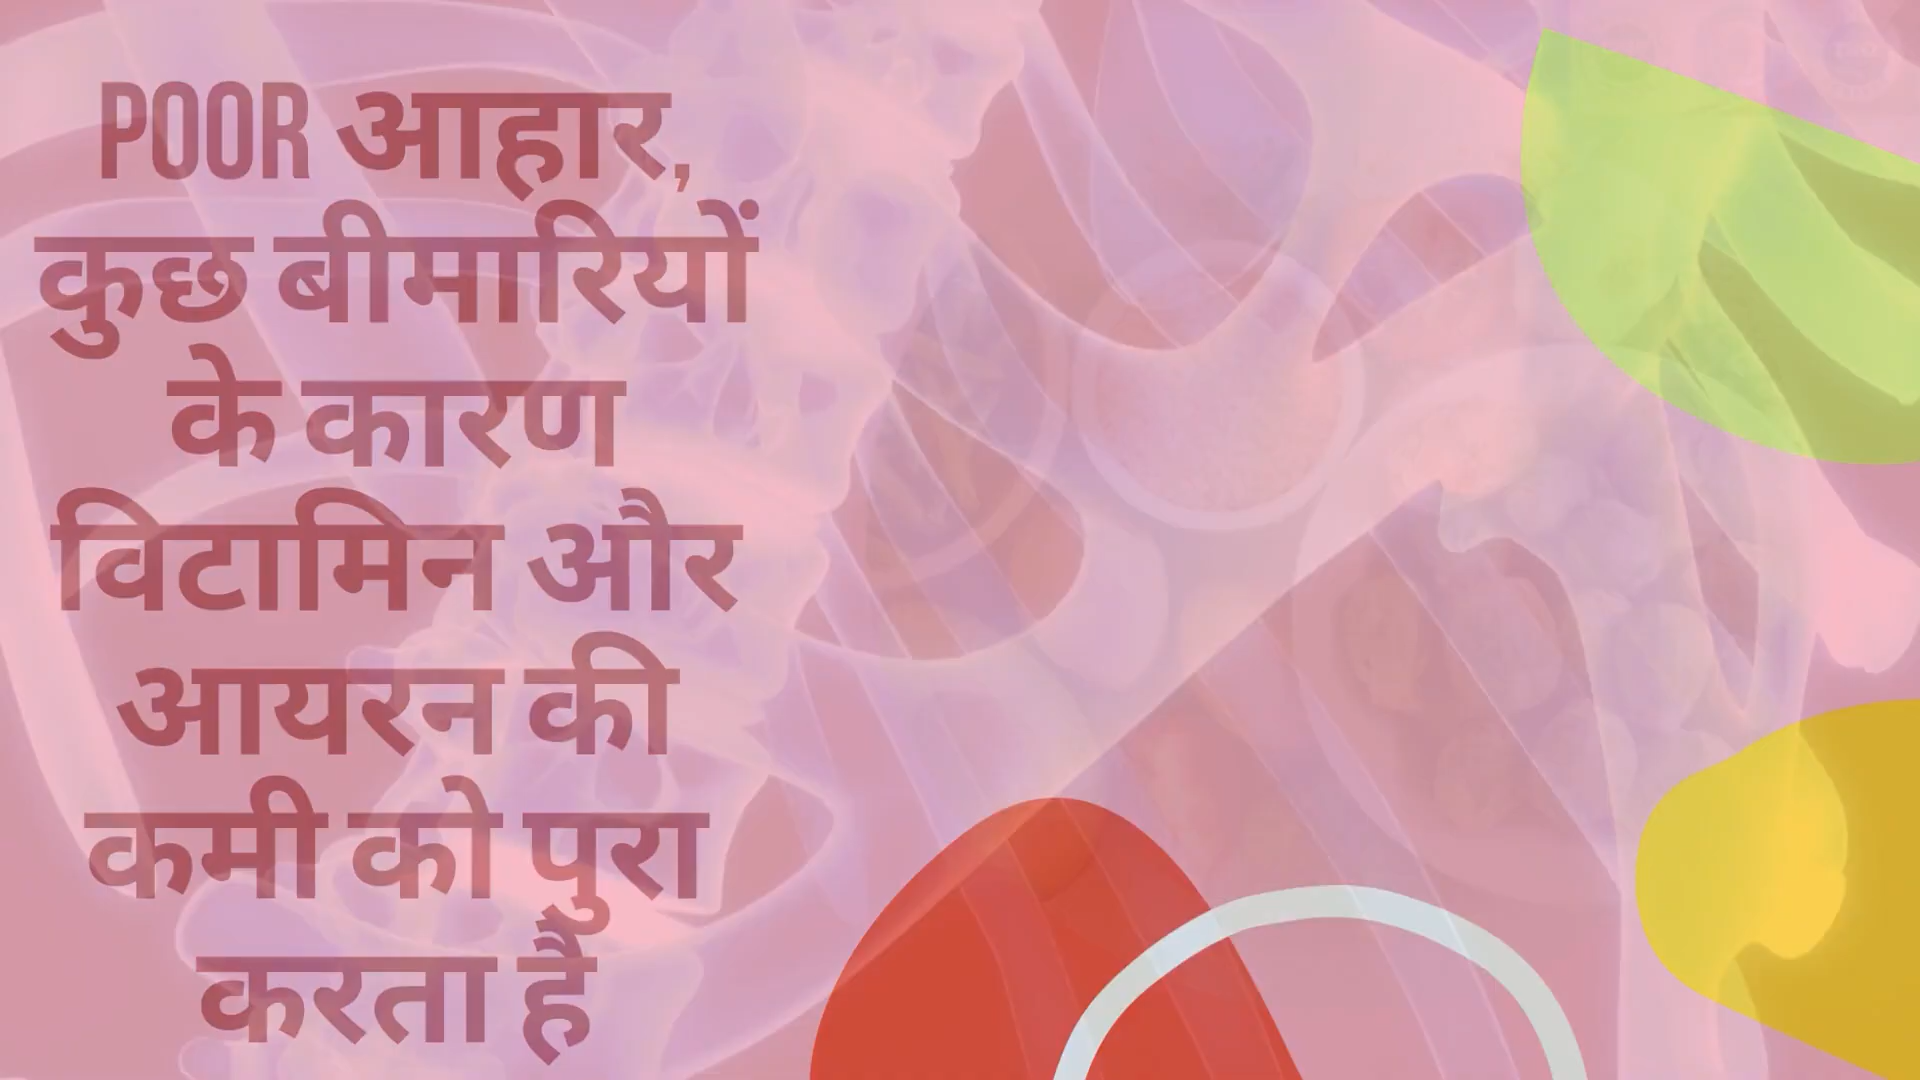 POOR आहार,
कुछ बीमारियों
के कारण
विटामिन और
आयरन की
कमी को पुरा
करता है